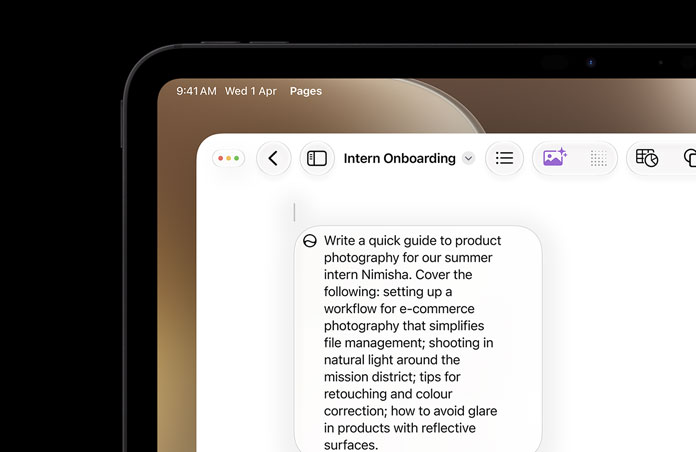 9:41 AM Wed 1 Apr Pages
Intern Onboarding
Write a quick guide to product
photography for our summer
intern Nimisha. Cover the
following: setting up a
workflow for e-commerce
photography that simplifies
file management; shooting in
natural light around the
mission district; tips for
retouching and colour
correction; how to avoid glare
in products with reflective
surfaces.